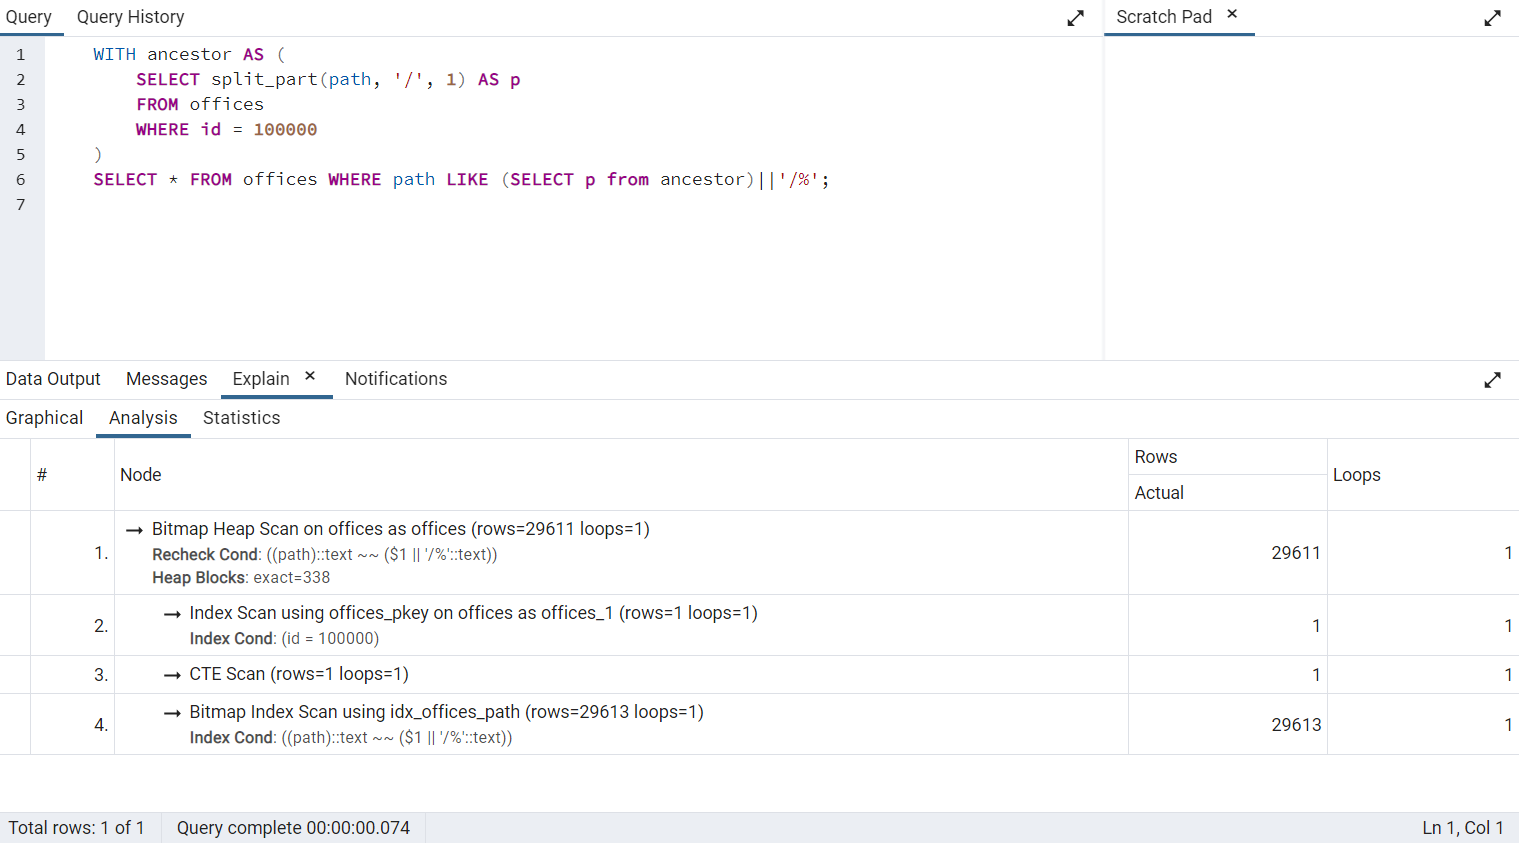 Query
Query History
Scratch Pad ×
1 WITH ancestor AS (
2 SELECT split_part(path, '/', 1) AS p
3 FROM offices
4 WHERE id = 100000
5 )
6 SELECT * FROM offices WHERE path LIKE (SELECT p from ancestor)||'/%';
7
Data Output Messages Explain × Notifications
Graphical Analysis Statistics
# Node Rows Loops
Actual
1. → Bitmap Heap Scan on offices as offices (rows=29611 loops=1) 29611 1
Recheck Cond: ((path)::text ~~ ($1 || '/%'::text))
Heap Blocks: exact=338
2. → Index Scan using offices_pkey on offices as offices_1 (rows=1 loops=1) 1 1
Index Cond: (id = 100000)
3. → CTE Scan (rows=1 loops=1) 1 1
4. → Bitmap Index Scan using idx_offices_path (rows=29613 loops=1) 29613 1
Index Cond: ((path)::text ~~ ($1 || '/%'::text))
Total rows: 1 of 1 Query complete 00:00:00.074 Ln 1, Col 1